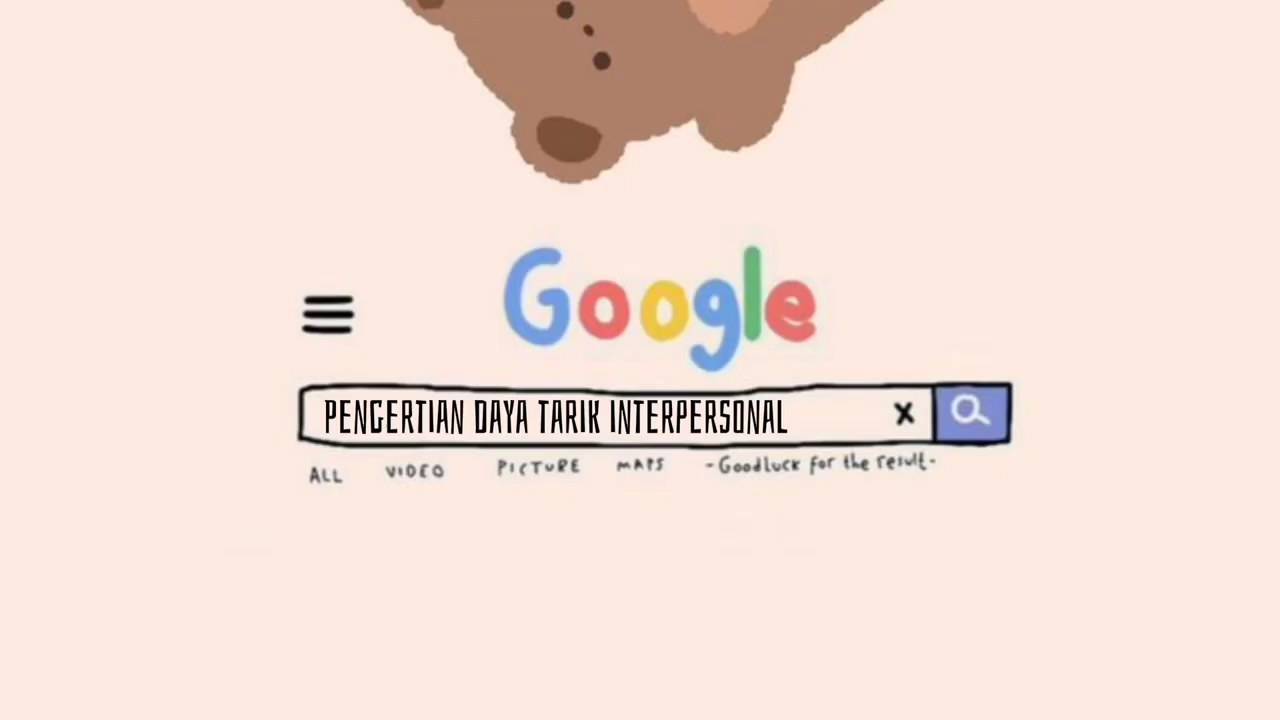 Google
PENGERTIAN DAYA TARIK INTERPERSONAL X
ALL VIDEO PICTURE MAPS -Goodluck for the result-